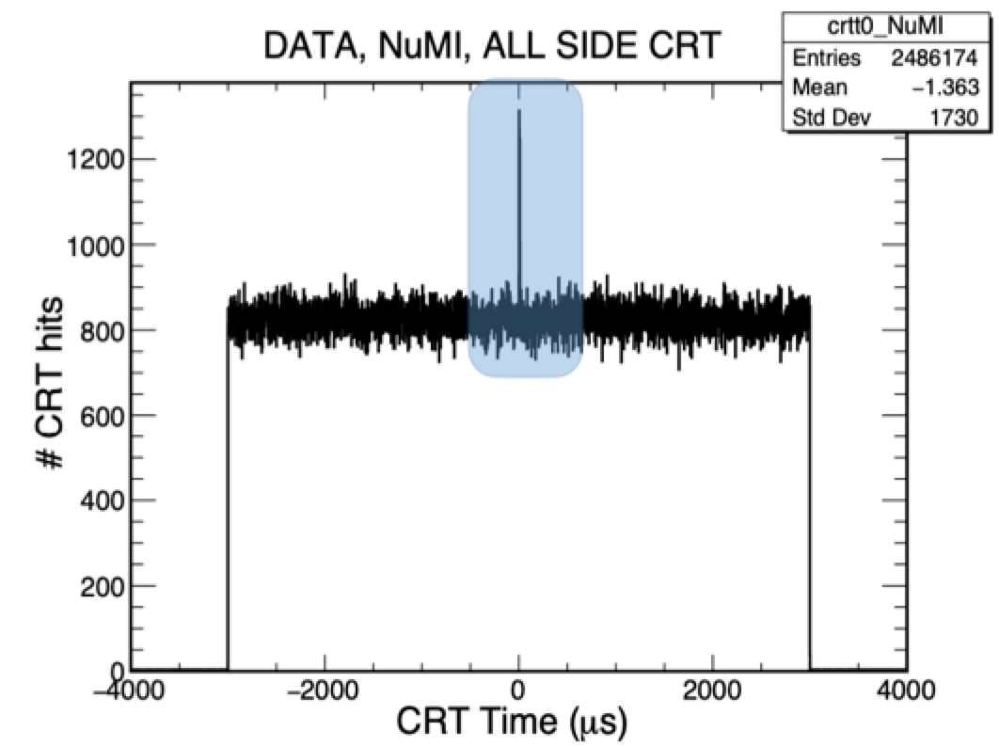 DATA, NuMI, ALL SIDE CRT
crtt0_NuMI
Entries 2486174
Mean −1.363
Std Dev 1730
1200
1000
800
600
400
200
0
# CRT hits
−4000 −2000 0 2000 4000
CRT Time (μs)